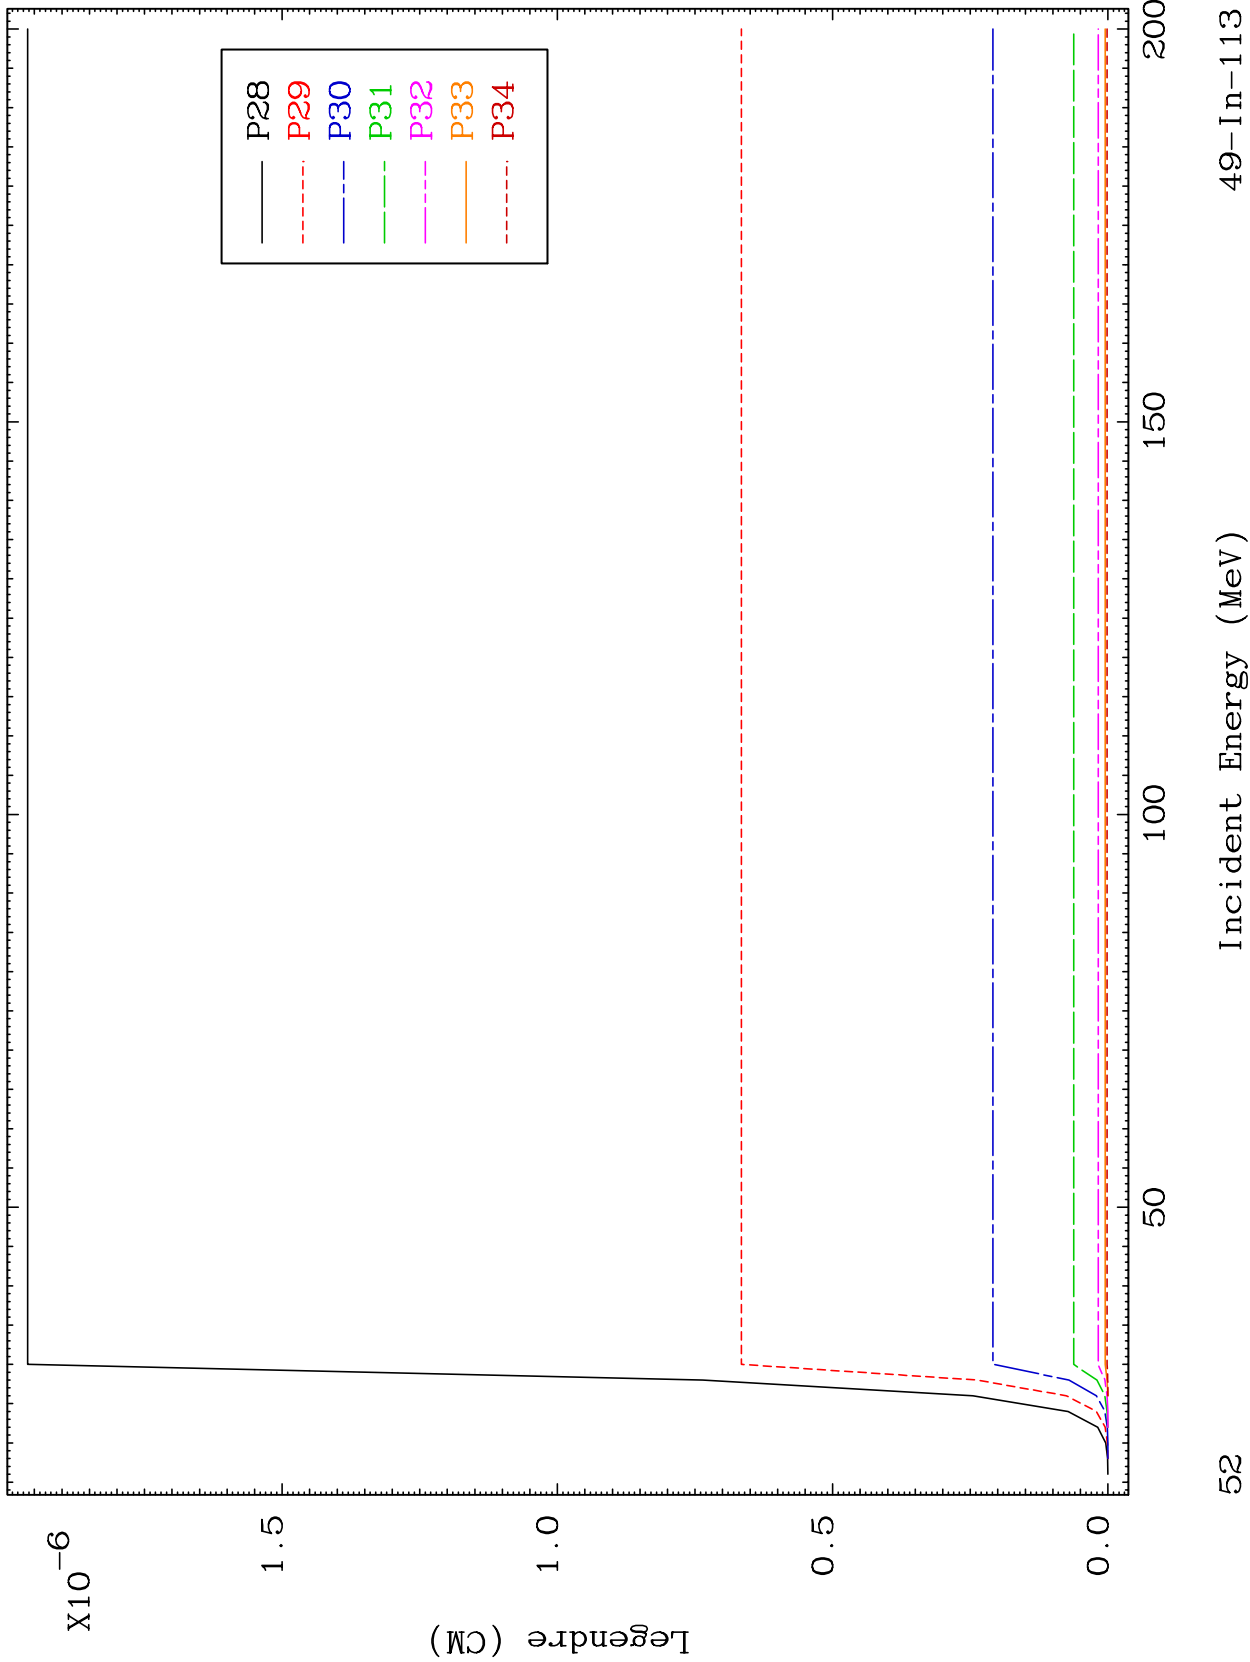 X10-6
1.5
1.0
0.5
0.0
Legendre (CM)
P28
P29
P30
P31
P32
P33
P34
50
100
150
200
52
Incident Energy (MeV)
49-In-113